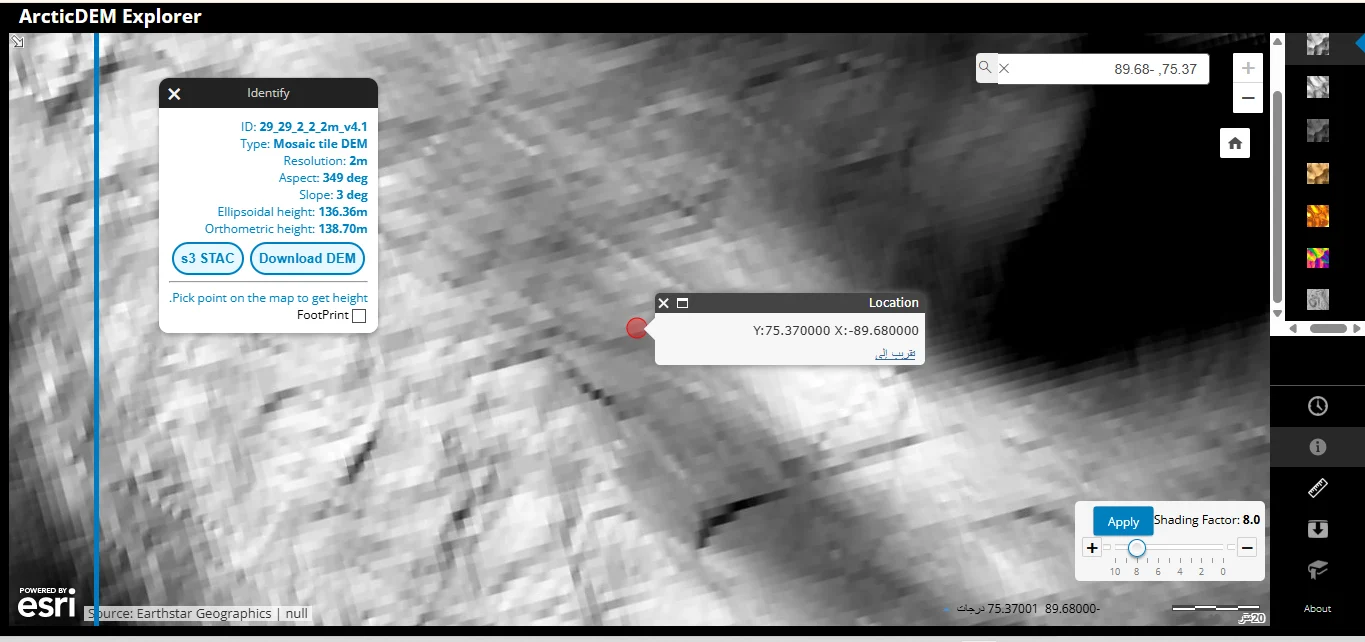 ArcticDEM Explorer
Identify
ID: 29_29_2_2_2m_v4.1
Type: Mosaic tile DEM
Resolution: 2m
Aspect: 349 deg
Slope: 3 deg
Ellipsoidal height: 136.36m
Orthometric height: 138.70m
s3 STAC
Download DEM
.Pick point on the map to get height
FootPrint
89.68- ,75.37
Location
Y:75.370000 X:-89.680000
تقريب إلى
Apply
Shading Factor: 8.0
10 8 6 4 2 0
POWERED BY
esri
Source: Earthstar Geographics | null
درجات 75.37001 89.68000-
20متر
About